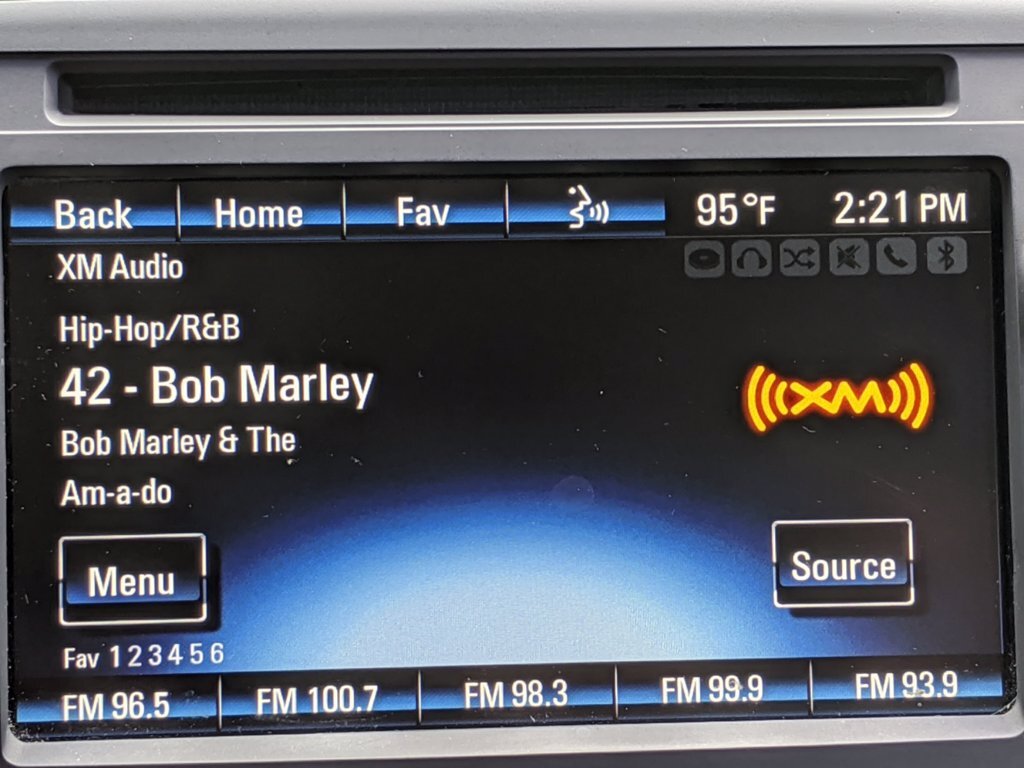 Back Home Fav 95°F 2:21 PM
XM Audio
Hip-Hop/R&B
42 - Bob Marley
XM
Bob Marley & The
Am-a-do
Menu Source
Fav 1 2 3 4 5 6
FM 96.5 FM 100.7 FM 98.3 FM 99.9 FM 93.9